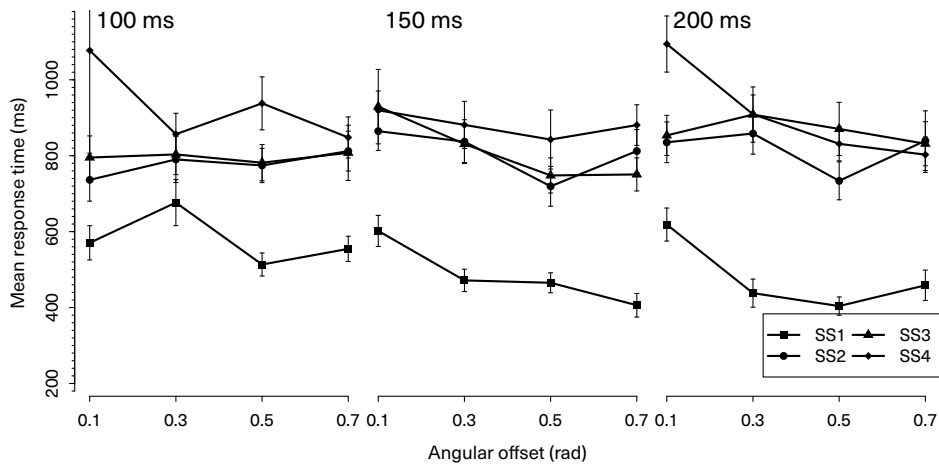 100 ms 150 ms 200 ms
Mean response time (ms)
1000
800
600
400
200
SS1 SS3
SS2 SS4
0.1 0.3 0.5 0.7 0.1 0.3 0.5 0.7 0.1 0.3 0.5 0.7
Angular offset (rad)